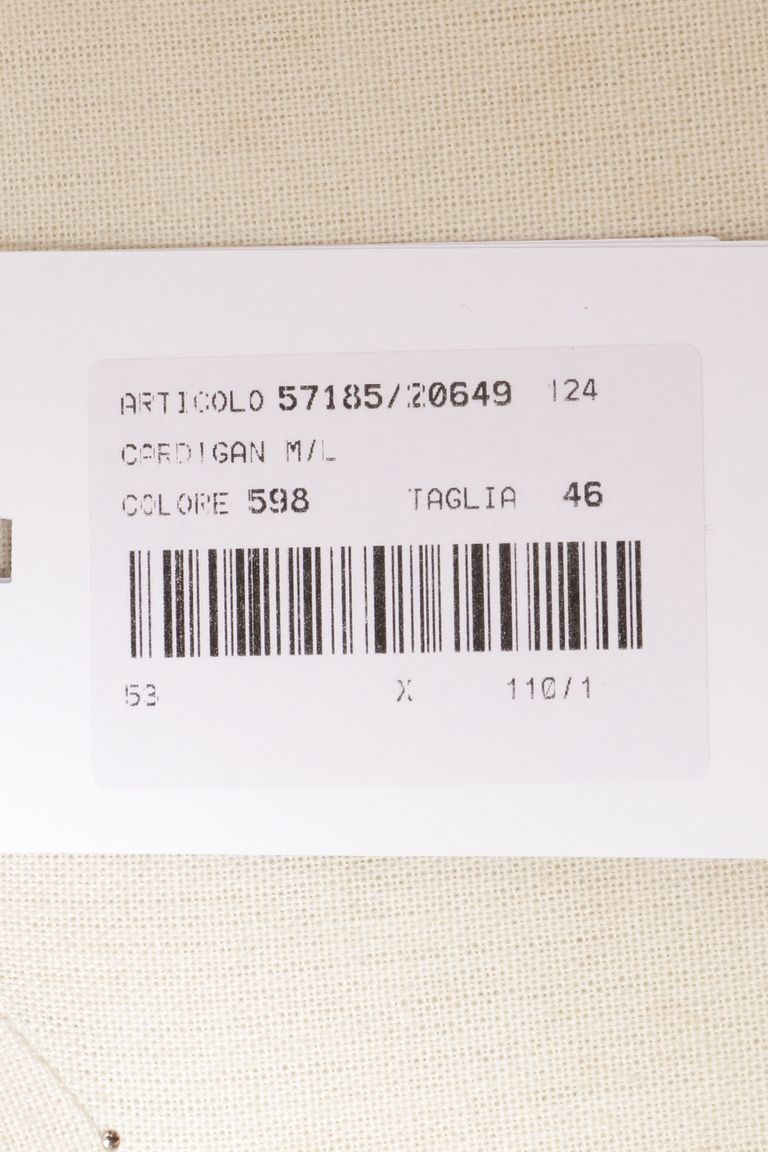 ARTICOLO 57185/20649 124
CARDIGAN M/L
COLORE 598 TAGLIA 46
53 X 110/1